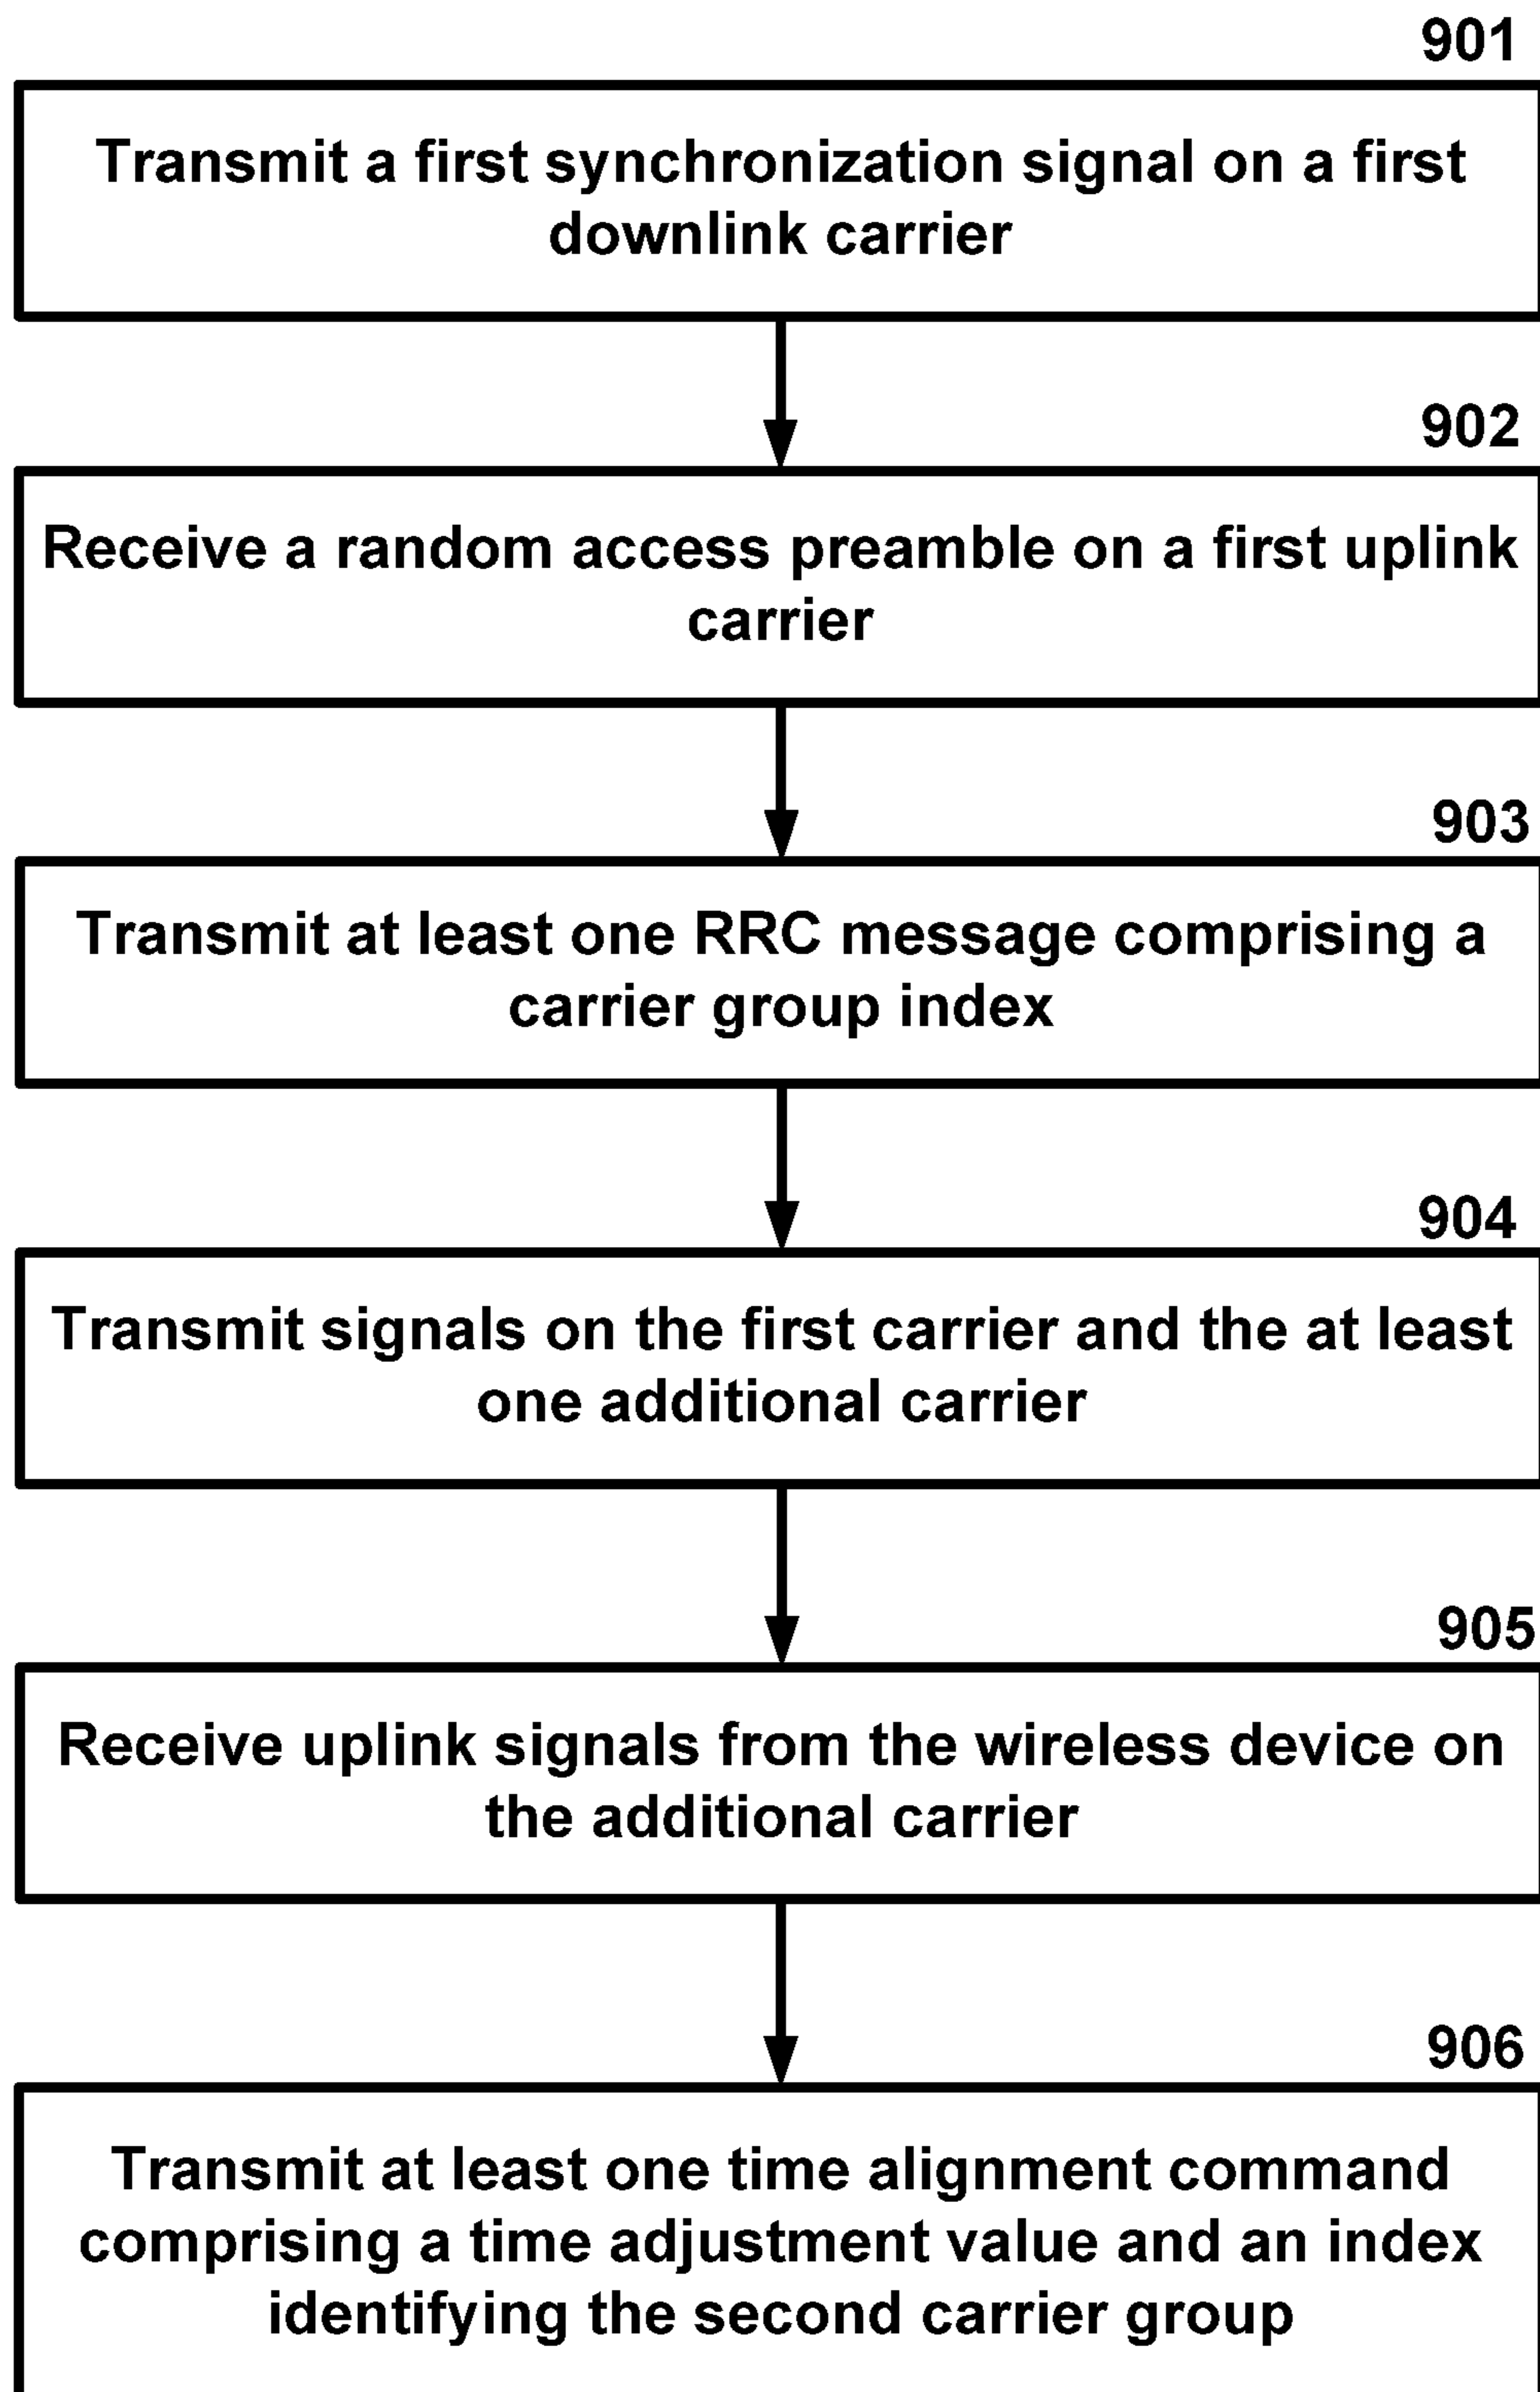 901
Transmit a first synchronization signal on a first
downlink carrier
902
Receive a random access preamble on a first uplink
carrier
903
Transmit at least one RRC message comprising a
carrier group index
904
Transmit signals on the first carrier and the at least
one additional carrier
905
Receive uplink signals from the wireless device on
the additional carrier
906
Transmit at least one time alignment command
comprising a time adjustment value and an index
identifying the second carrier group